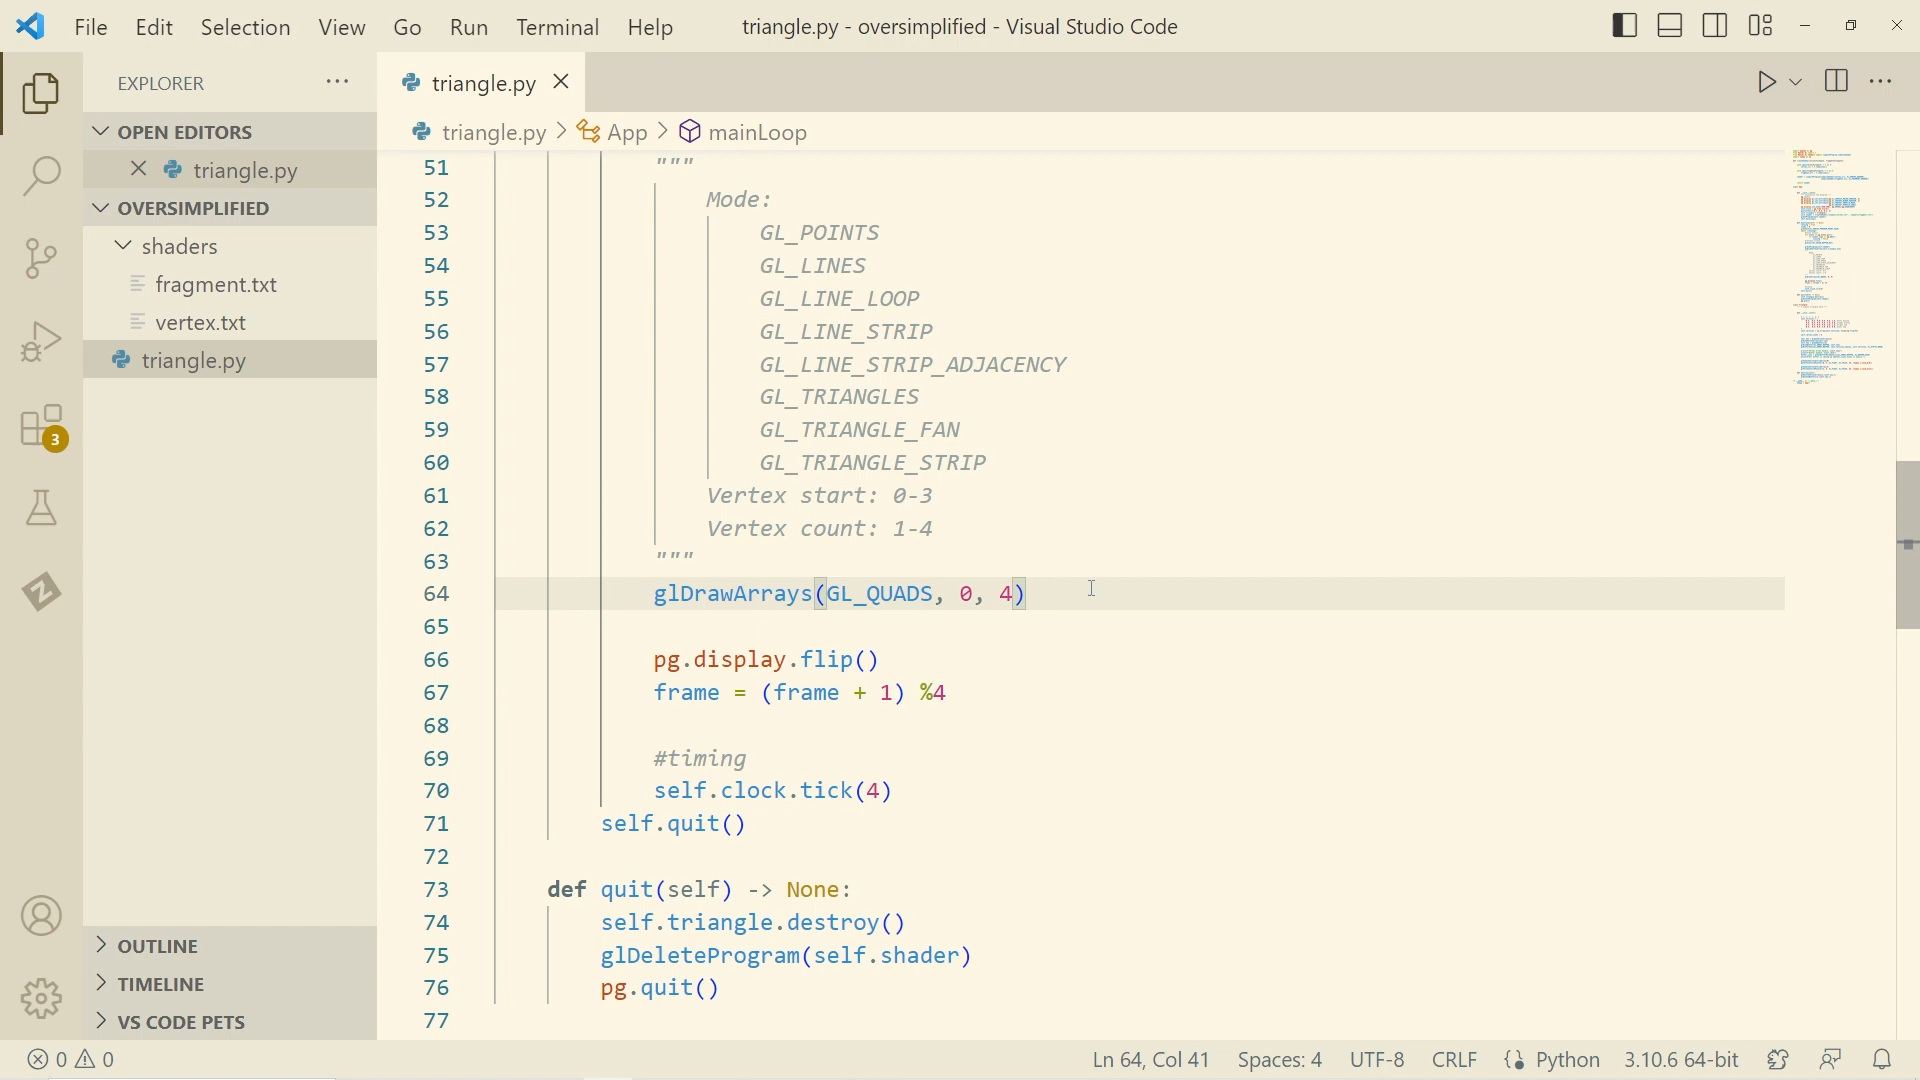 File Edit Selection View Go Run Terminal Help
triangle.py - oversimplified - Visual Studio Code
EXPLORER
OPEN EDITORS
triangle.py
OVERSIMPLIFIED
shaders
fragment.txt
vertex.txt
triangle.py
3
OUTLINE
TIMELINE
VS CODE PETS
triangle.py
triangle.py > App > mainLoop
51 """
52 Mode:
53 GL_POINTS
54 GL_LINES
55 GL_LINE_LOOP
56 GL_LINE_STRIP
57 GL_LINE_STRIP_ADJACENCY
58 GL_TRIANGLES
59 GL_TRIANGLE_FAN
60 GL_TRIANGLE_STRIP
61 Vertex start: 0-3
62 Vertex count: 1-4
63 """
64 glDrawArrays(GL_QUADS, 0, 4)
65
66 pg.display.flip()
67 frame = (frame + 1) %4
68
69 #timing
70 self.clock.tick(4)
71 self.quit()
72
73 def quit(self) -> None:
74 self.triangle.destroy()
75 glDeleteProgram(self.shader)
76 pg.quit()
77
0 0
Ln 64, Col 41 Spaces: 4 UTF-8 CRLF Python 3.10.6 64-bit